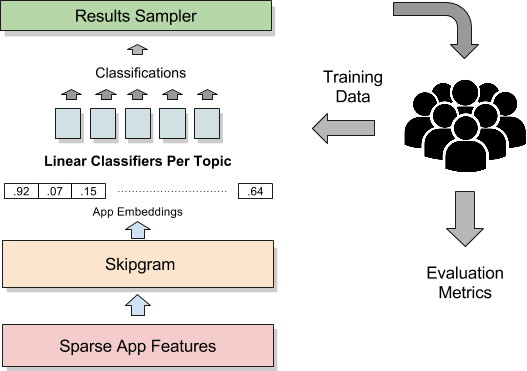 Results Sampler
Classifications
Linear Classifiers Per Topic
.92 .07 .15 .64
App Embeddings
Skipgram
Sparse App Features
Training
Data
Evaluation
Metrics